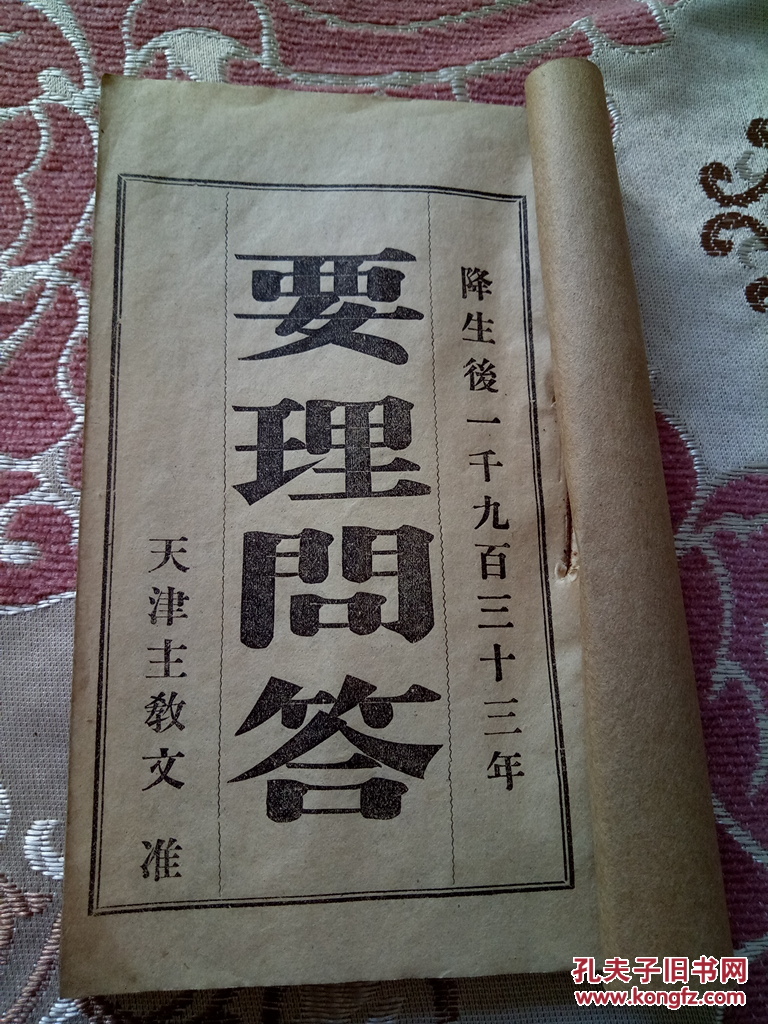 降生後一千九百三十三年
要理問答
天津主教文 准
孔夫子旧书网
www.kongfz.com